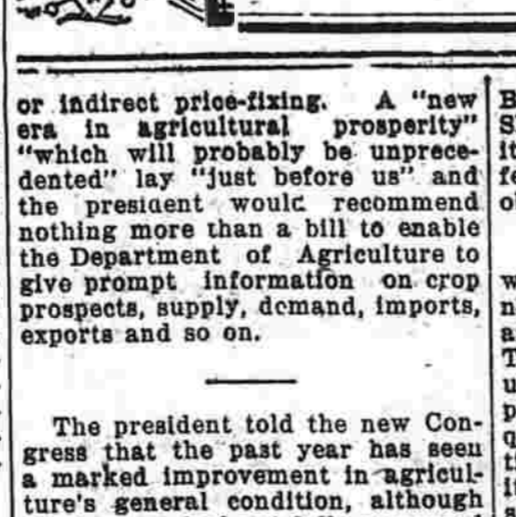 or indirect price-fixing. A "new
era in agricultural prosperity"
"which will probably be unprece-
dented" lay "just before us" and
the president would recommend
nothing more than a bill to enable
the Department of Agriculture to
give prompt information on crop
prospects, supply, demand, imports,
exports and so on.
The president told the new Con-
gress that the past year has seen
a marked improvement in agricul-
ture's general condition, although